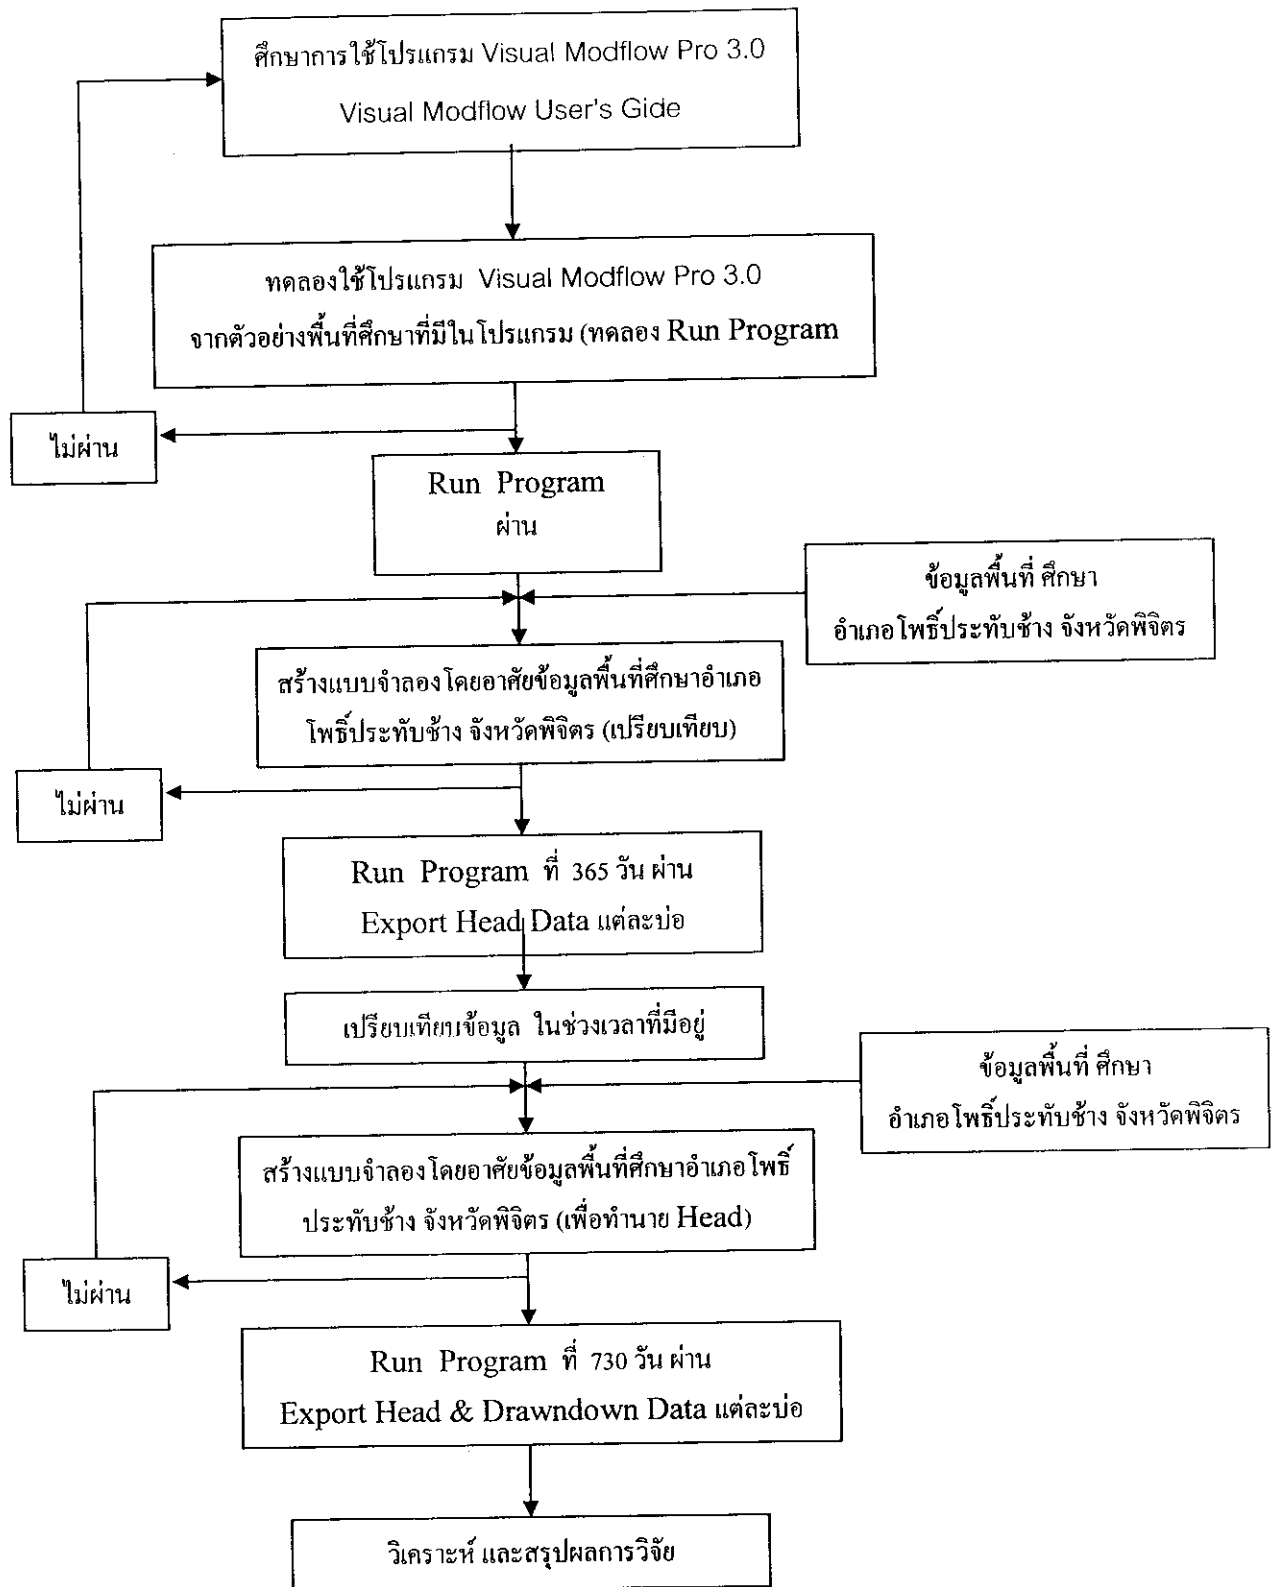 ศึกษาการใช้โปรแกรม Visual Modflow Pro 3.0
Visual Modflow User's Gide
ทดลองใช้โปรแกรม Visual Modflow Pro 3.0
จากตัวอย่างพื้นที่ศึกษาที่มีในโปรแกรม (ทดลอง Run Program
ไม่ผ่าน
Run Program
ผ่าน
ข้อมูลพื้นที่ ศึกษา
อำเภอโพธิ์ประทับช้าง จังหวัดพิจิตร
สร้างแบบจำลองโดยอาศัยข้อมูลพื้นที่ศึกษาอำเภอ
โพธิ์ประทับช้าง จังหวัดพิจิตร (เปรียบเทียบ)
ไม่ผ่าน
Run Program ที่ 365 วัน ผ่าน
Export Head Data แต่ละบ่อ
เปรียบเทียบข้อมูล ในช่วงเวลาที่มีอยู่
ข้อมูลพื้นที่ ศึกษา
อำเภอโพธิ์ประทับช้าง จังหวัดพิจิตร
สร้างแบบจำลองโดยอาศัยข้อมูลพื้นที่ศึกษาอำเภอโพธิ์
ประทับช้าง จังหวัดพิจิตร (เพื่อทำนาย Head)
ไม่ผ่าน
Run Program ที่ 730 วัน ผ่าน
Export Head & Drawndown Data แต่ละบ่อ
วิเคราะห์ และสรุปผลการวิจัย